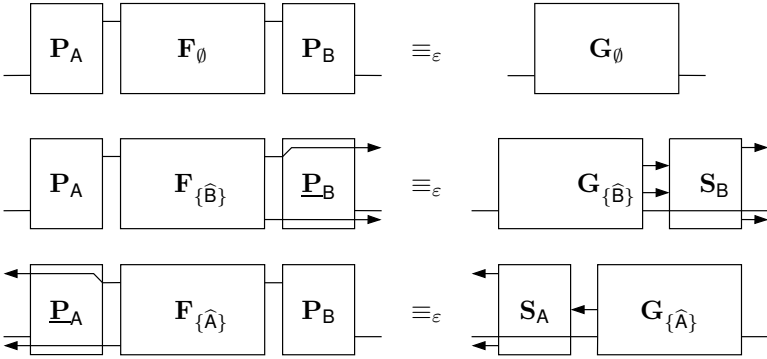 P_A F_∅ P_B ≡_ε G_∅
P_A F_{B̂} P_B ≡_ε G_{B̂} S_B
P_A F_{Â} P_B ≡_ε S_A G_{Â}